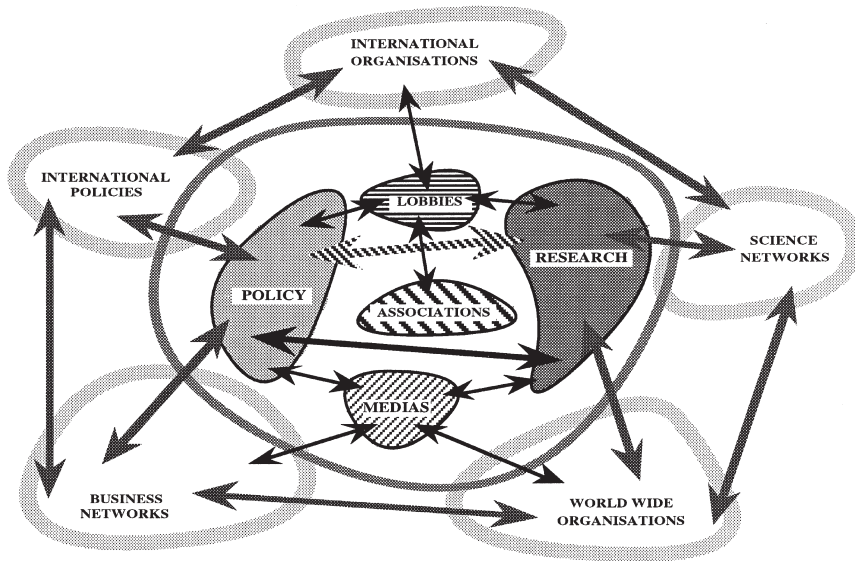 INTERNATIONAL
ORGANISATIONS
INTERNATIONAL
POLICIES
LOBBIES
SCIENCE
NETWORKS
RESEARCH
POLICY
ASSOCIATIONS
MEDIAS
BUSINESS
NETWORKS
WORLD WIDE
ORGANISATIONS